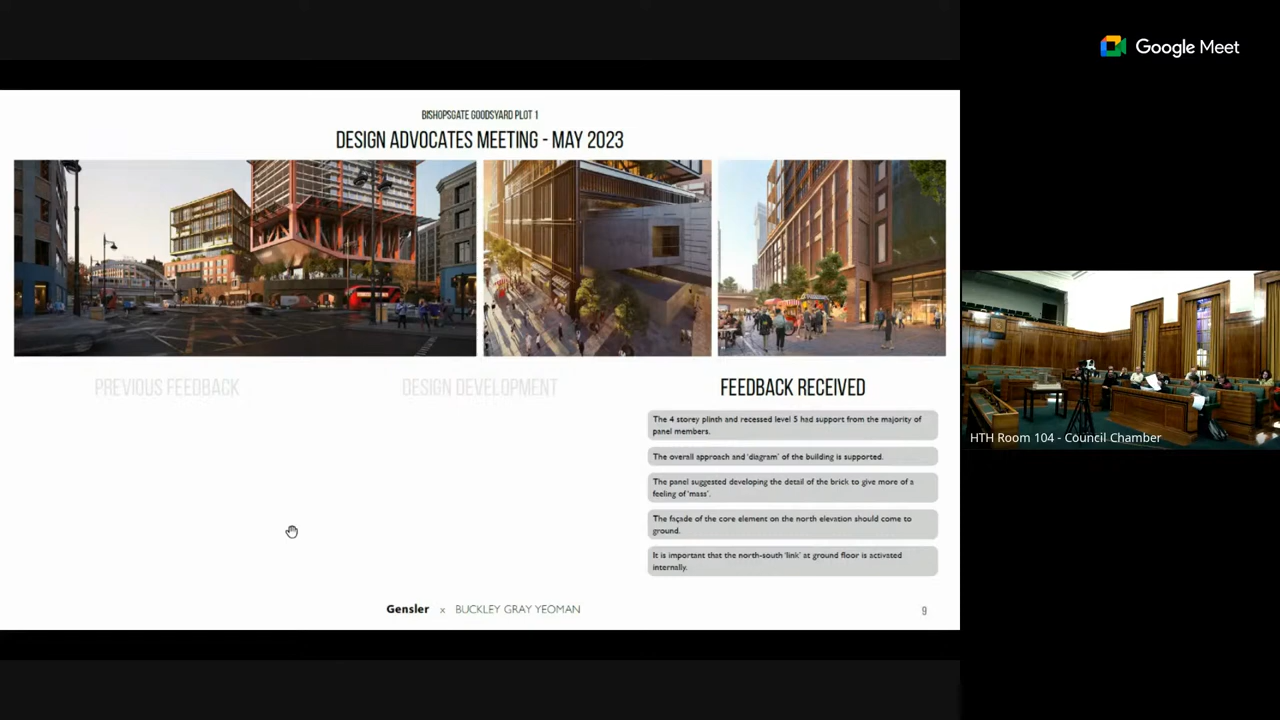 Google Meet
BISHOPSGATE GOODSYARD PLOT 1
DESIGN ADVOCATES MEETING - MAY 2023
PREVIOUS FEEDBACK
DESIGN DEVELOPMENT
FEEDBACK RECEIVED
The 4 storey plinth and recessed level 5 had support from the majority of
panel members.
The overall approach and 'diagram' of the building is supported.
The panel suggested developing the detail of the brick to give more of a
feeling of 'mass'.
The façade of the core element on the north elevation should come to
ground.
It is important that the north-south 'link' at ground floor is activated
internally.
Gensler x BUCKLEY GRAY YEOMAN
9
HTH Room 104 - Council Chamber